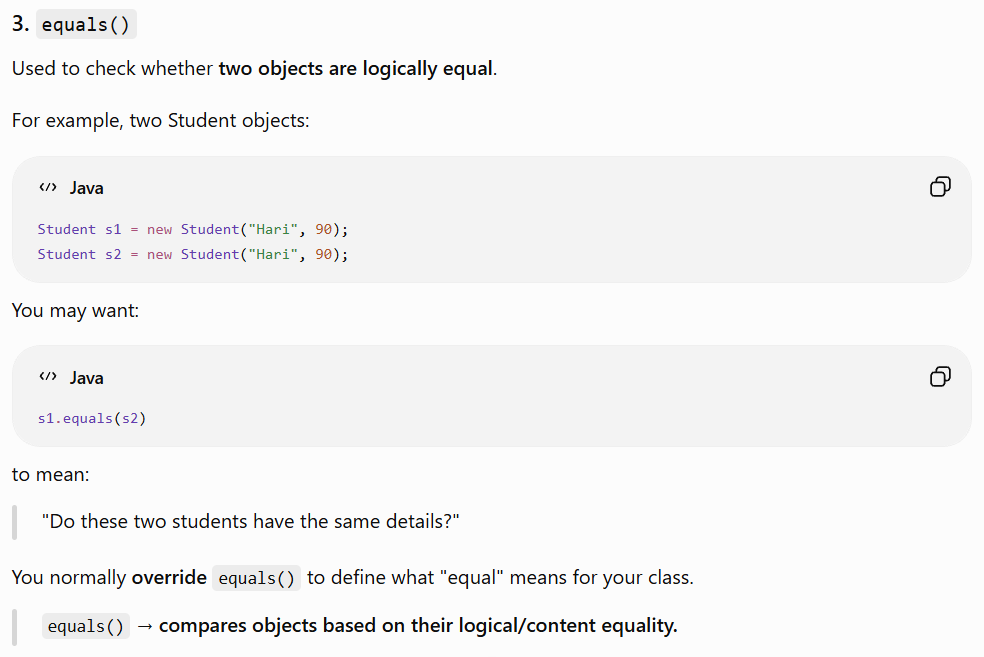 3. equals()
Used to check whether two objects are logically equal.
For example, two Student objects:
Java
Student s1 = new Student("Hari", 90);
Student s2 = new Student("Hari", 90);
You may want:
Java
s1.equals(s2)
to mean:
"Do these two students have the same details?"
You normally override equals() to define what "equal" means for your class.
equals() → compares objects based on their logical/content equality.